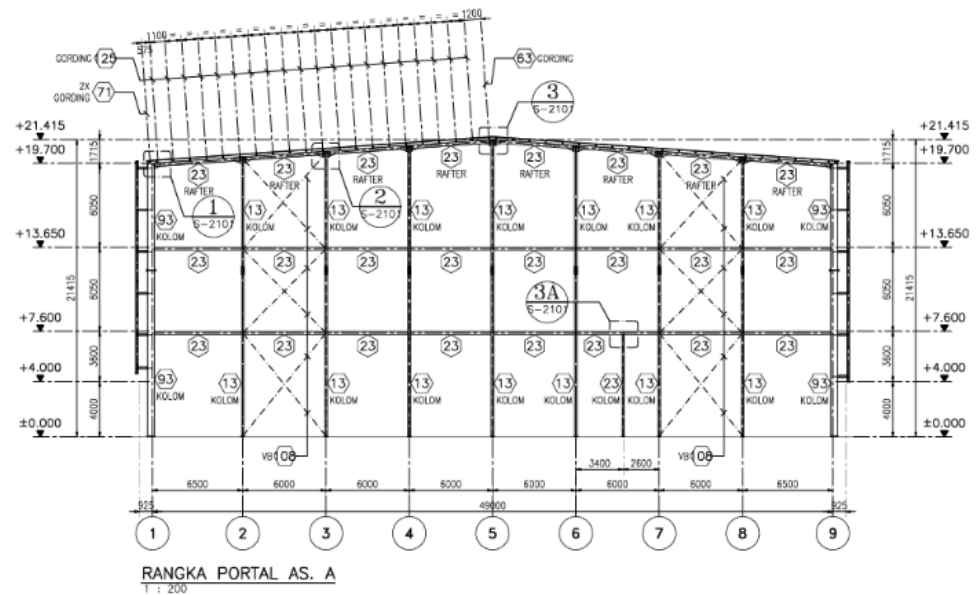 1100 = = = = = = = = = = = = = = = = = 1200
575
GORDING 125
63 GORDING
2X
GORDING 71
3
S-2101
+21.415 +21.415
+19.700 1715 1715 +19.700
23 23 23 23 23 23 23 23
RAFTER RAFTER RAFTER RAFTER RAFTER RAFTER RAFTER RAFTER
1
S-2101
2
S-2101
6050 6050
93 13 13 13 13 13 13 13 93
KOLOM KOLOM KOLOM KOLOM KOLOM KOLOM KOLOM KOLOM KOLOM
+13.650 +13.650
23 23 23 23 23 23 23 23
21415 6050 6050 21415
3A
S-2101
+7.600 +7.600
23 23 23 23 23 23 23 23
3600 3600
+4.000 +4.000
93 13 13 13 13 13 23 13 13 93
KOLOM KOLOM KOLOM KOLOM KOLOM KOLOM KOLOM KOLOM KOLOM KOLOM
4000 4000
±0.000 ±0.000
VB 08 VB 08
3400 2600
6500 6000 6000 6000 6000 6000 6000 6500
925 49000 925
1 2 3 4 5 6 7 8 9
RANGKA PORTAL AS. A
1 : 200